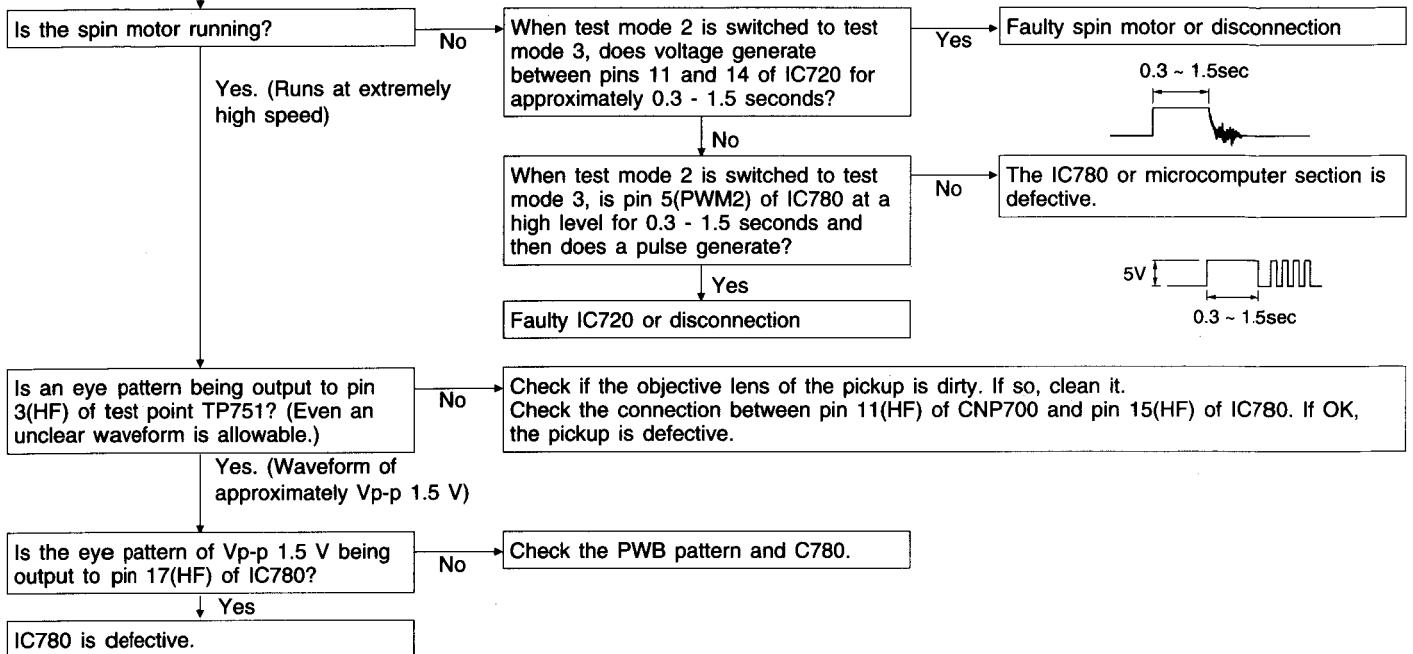 Is the spin motor running?
No
When test mode 2 is switched to test
mode 3, does voltage generate
between pins 11 and 14 of IC720 for
approximately 0.3 - 1.5 seconds?
Yes
Faulty spin motor or disconnection
Yes. (Runs at extremely
high speed)
0.3 ~ 1.5sec
No
When test mode 2 is switched to test
mode 3, is pin 5(PWM2) of IC780 at a
high level for 0.3 - 1.5 seconds and
then does a pulse generate?
No
The IC780 or microcomputer section is
defective.
Yes
5V
0.3 ~ 1.5sec
Faulty IC720 or disconnection
Is an eye pattern being output to pin
3(HF) of test point TP751? (Even an
unclear waveform is allowable.)
No
Check if the objective lens of the pickup is dirty. If so, clean it.
Check the connection between pin 11(HF) of CNP700 and pin 15(HF) of IC780. If OK,
the pickup is defective.
Yes. (Waveform of
approximately Vp-p 1.5 V)
Is the eye pattern of Vp-p 1.5 V being
output to pin 17(HF) of IC780?
No
Check the PWB pattern and C780.
Yes
IC780 is defective.